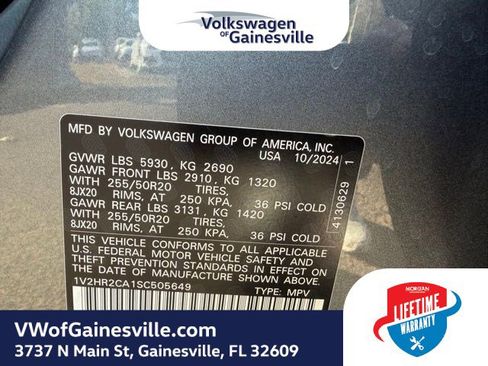 Volkswagen
OF Gainesville
MFD BY VOLKSWAGEN GROUP OF AMERICA, INC.
USA 10/2024
GVWR LBS 5930, KG 2690
GAWR FRONT LBS 2910, KG 1320
WITH 255/50R20 TIRES,
8JX20 RIMS, AT 250 KPA. 36 PSI COLD
GAWR REAR LBS 3131, KG 1420
WITH 255/50R20 TIRES,
8JX20 RIMS, AT 250 KPA. 36 PSI COLD
THIS VEHICLE CONFORMS TO ALL APPLICABLE
U.S. FEDERAL MOTOR VEHICLE SAFETY AND
THEFT PREVENTION STANDARDS IN EFFECT ON THE
DATE OF MANUFACTURE SHOWN ABOVE.
1V2HR2CA1SC505649 TYPE: MPV
4130629 1
MORGAN
LIFETIME
WARRANTY
VWofGainesville.com
3737 N Main St, Gainesville, FL 32609